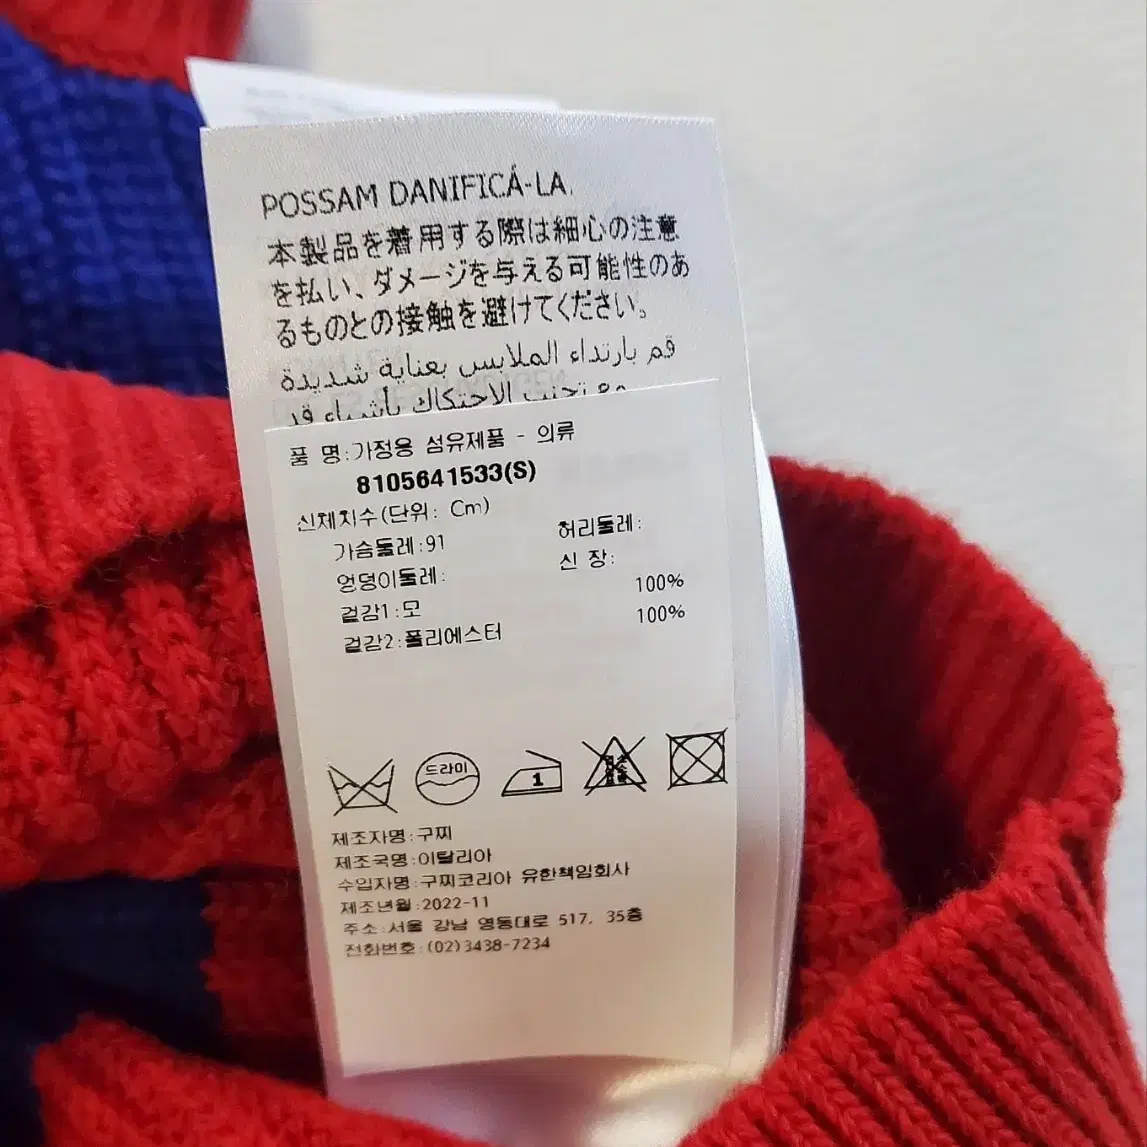 POSSAM DANIFICÁ-LA.
本製品を着用する際は細心の注意
を払い、ダメージを与える可能性のあ
るものとの接触を避けてください。
قم بارتداء الملابس بعناية شديدة
مع تجنب الاحتكاك بأشياء قد
품 명:가정용 섬유제품 - 의류
8105641533(S)
신체치수(단위: Cm)
가슴둘레:91 허리둘레:
엉덩이둘레: 신 장:
겉감1:모 100%
겉감2:폴리에스터 100%
드라이
1
제조자명:구찌
제조국명:이탈리아
수입자명:구찌코리아 유한책임회사
제조년월:2022-11
주소:서울 강남 영동대로 517, 35층
전화번호:(02)3438-7234